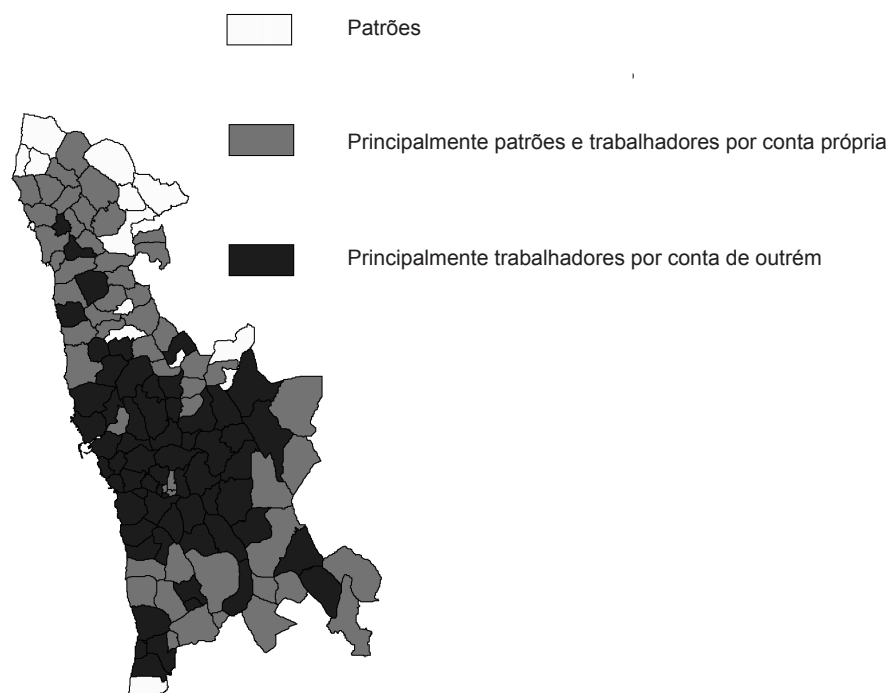 Patrões
Principalmente patrões e trabalhadores por conta própria
Principalmente trabalhadores por conta de outrém